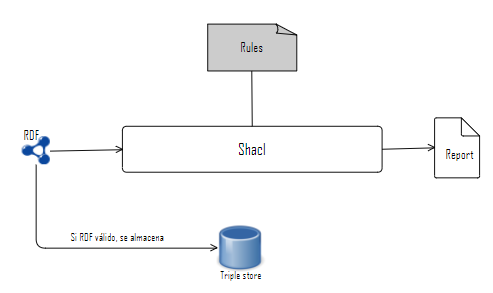 Rules
RDF
Shacl
Report
Si RDF válido, se almacena
Triple store